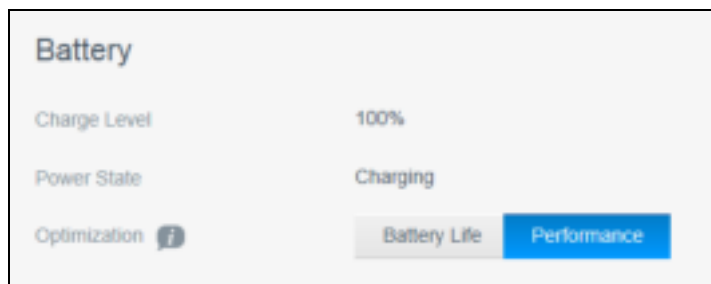 Battery
Charge Level 100%
Power State Charging
Optimization i Battery Life Performance